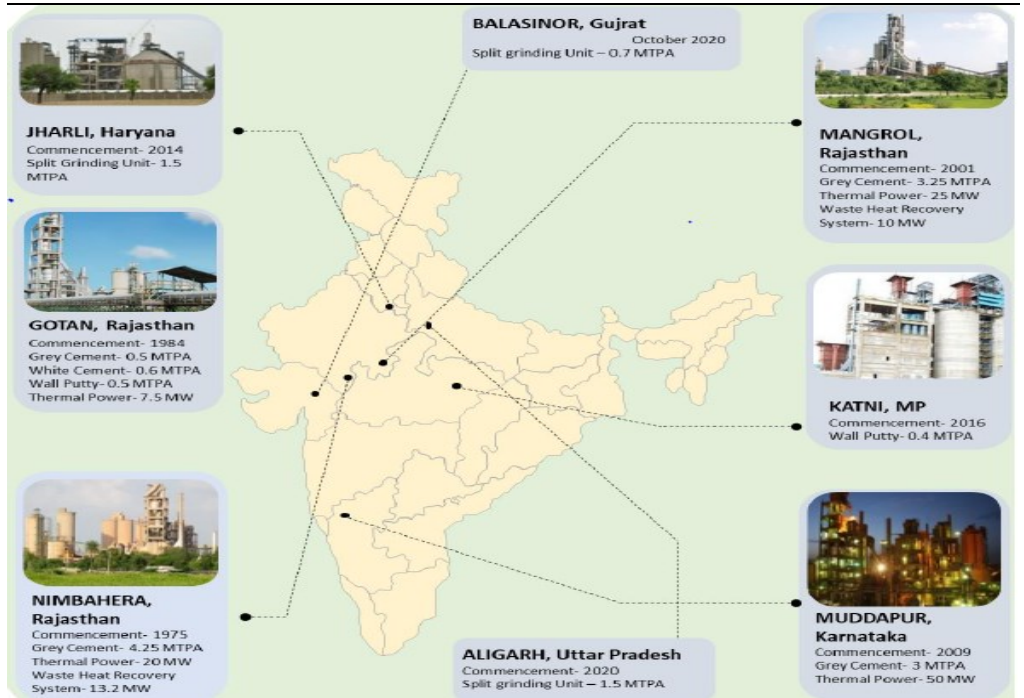 BALASINOR, Gujrat
October 2020
Split grinding Unit – 0.7 MTPA
JHARLI, Haryana
Commencement- 2014
Split Grinding Unit- 1.5
MTPA
MANGROL,
Rajasthan
Commencement- 2001
Grey Cement- 3.25 MTPA
Thermal Power- 25 MW
Waste Heat Recovery
System- 10 MW
GOTAN, Rajasthan
Commencement- 1984
Grey Cement- 0.5 MTPA
White Cement- 0.6 MTPA
Wall Putty- 0.5 MTPA
Thermal Power- 7.5 MW
KATNI, MP
Commencement- 2016
Wall Putty- 0.4 MTPA
NIMBAHERA,
Rajasthan
Commencement- 1975
Grey Cement- 4.25 MTPA
Thermal Power- 20 MW
Waste Heat Recovery
System- 13.2 MW
ALIGARH, Uttar Pradesh
Commencement- 2020
Split grinding Unit – 1.5 MTPA
MUDDAPUR,
Karnataka
Commencement- 2009
Grey Cement- 3 MTPA
Thermal Power- 50 MW